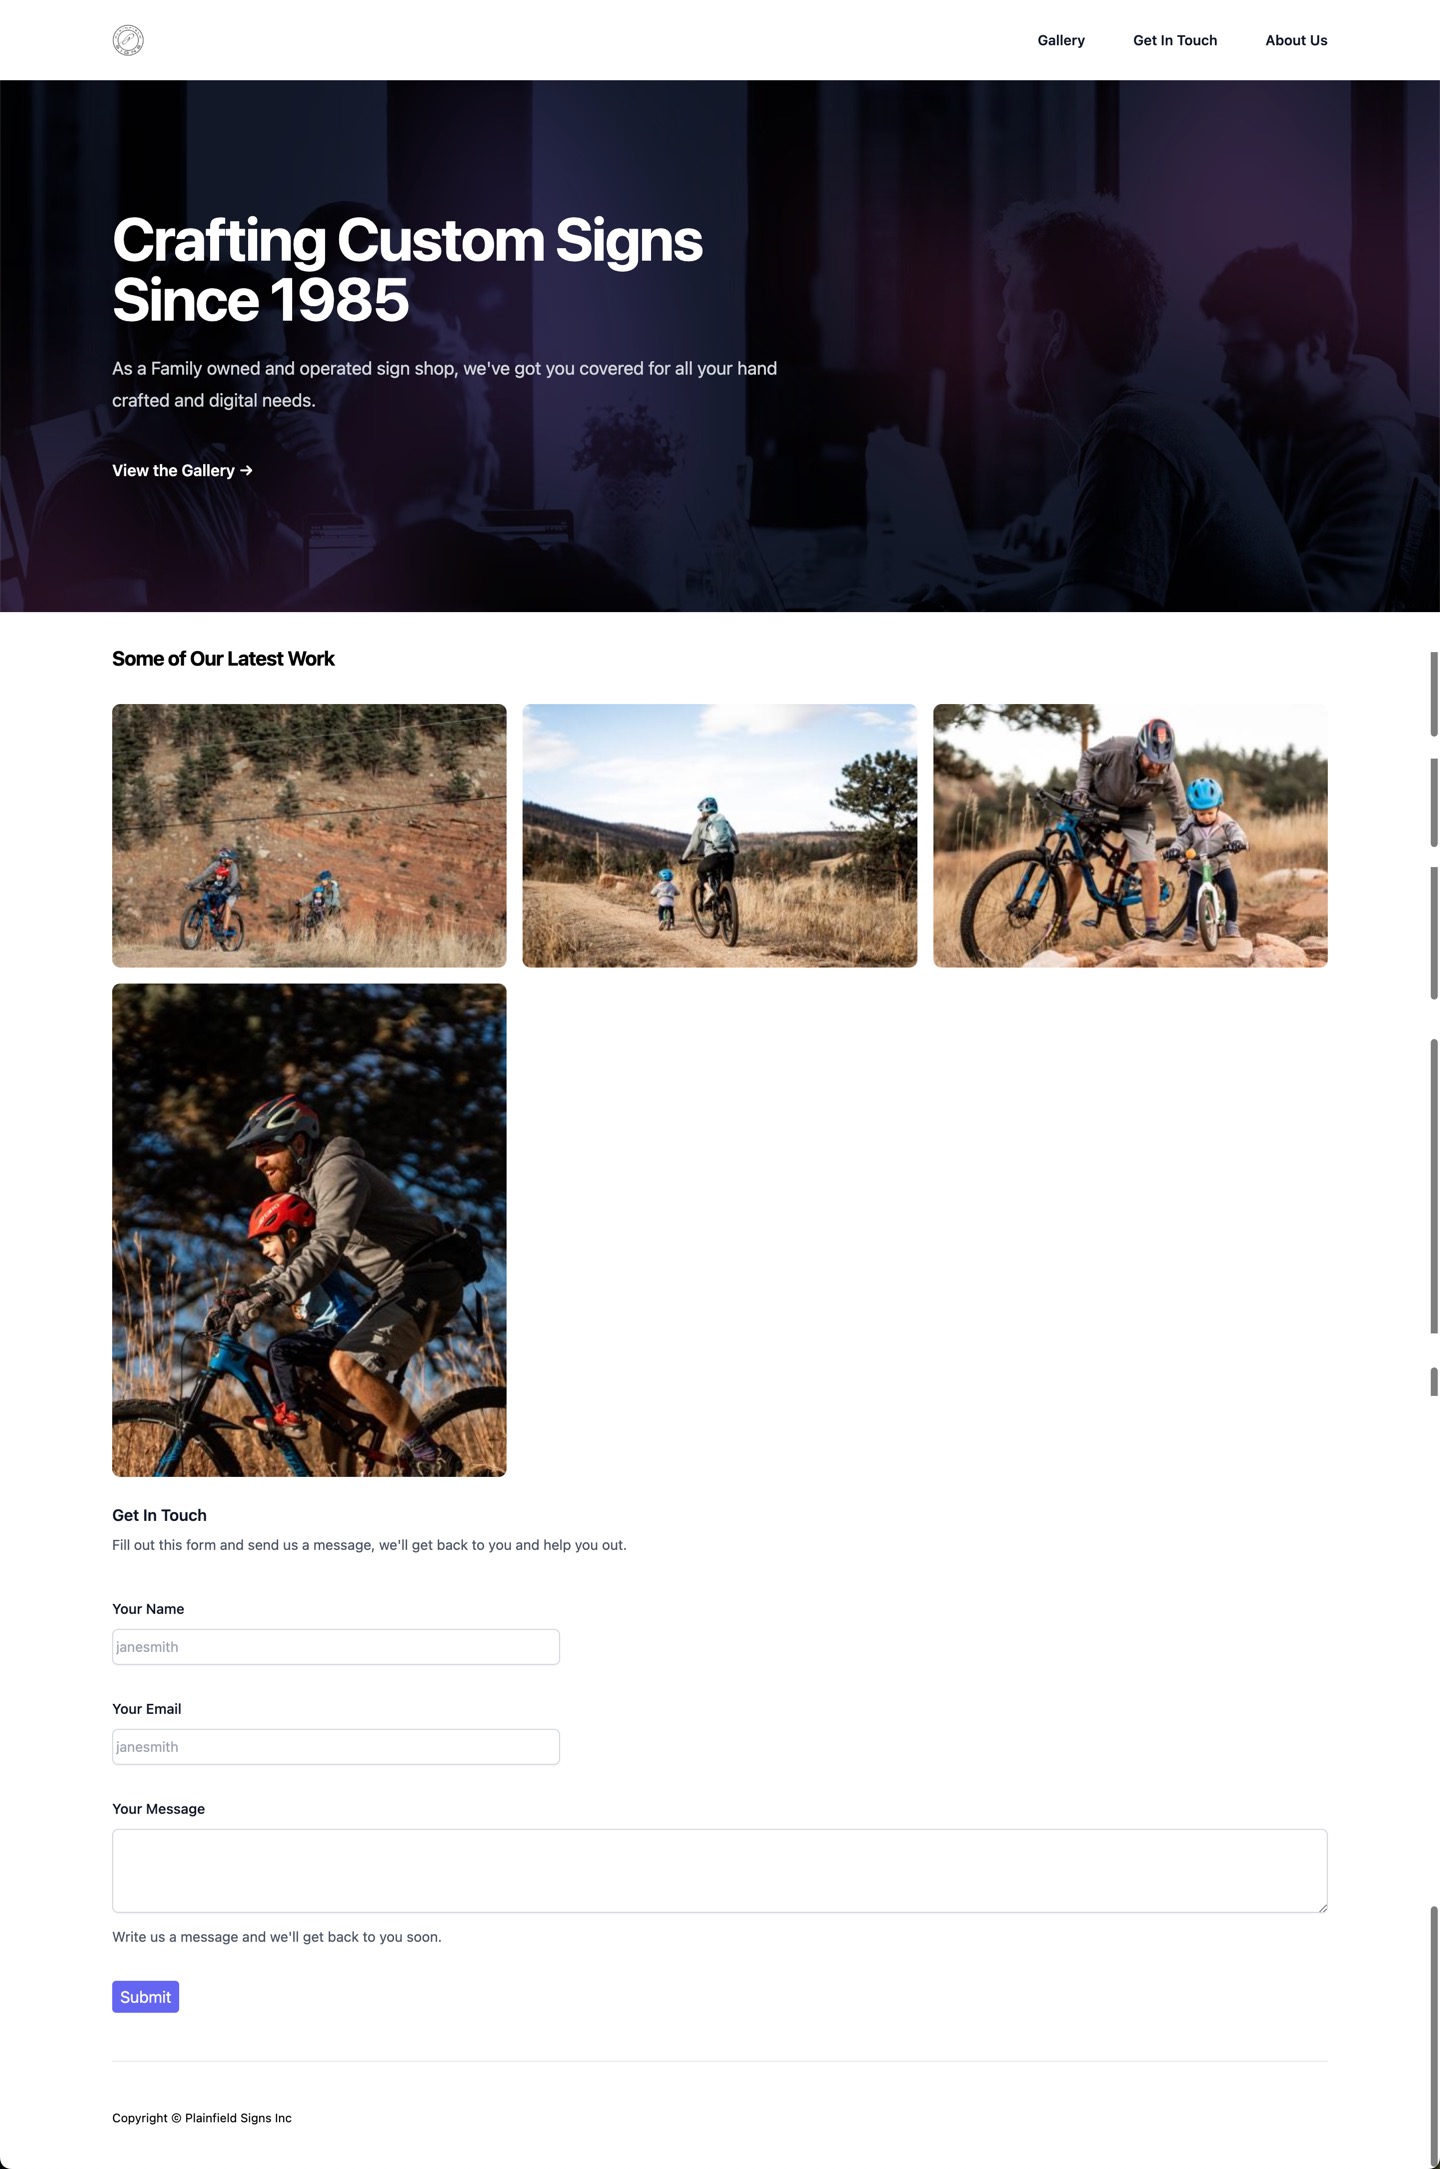 Gallery
Get In Touch
About Us
Crafting Custom Signs
Since 1985
As a Family owned and operated sign shop, we've got you covered for all your hand
crafted and digital needs.
View the Gallery →
Some of Our Latest Work
Get In Touch
Fill out this form and send us a message, we'll get back to you and help you out.
Your Name
janesmith
Your Email
janesmith
Your Message
Write us a message and we'll get back to you soon.
Submit
Copyright © Plainfield Signs Inc